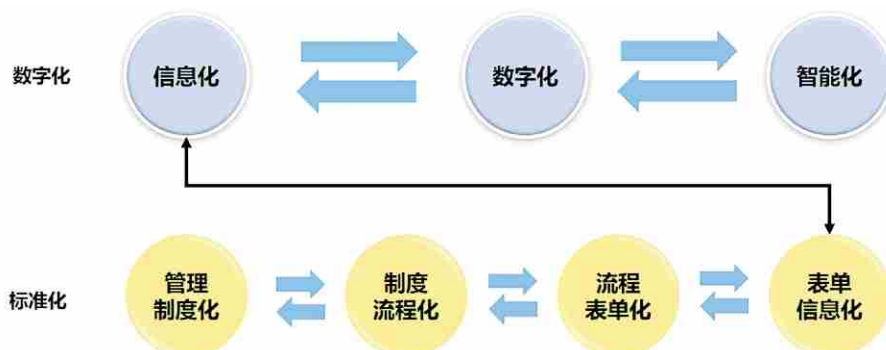 数字化
信息化
数字化
智能化
标准化
管理
制度化
制度
流程化
流程
表单化
表单
信息化